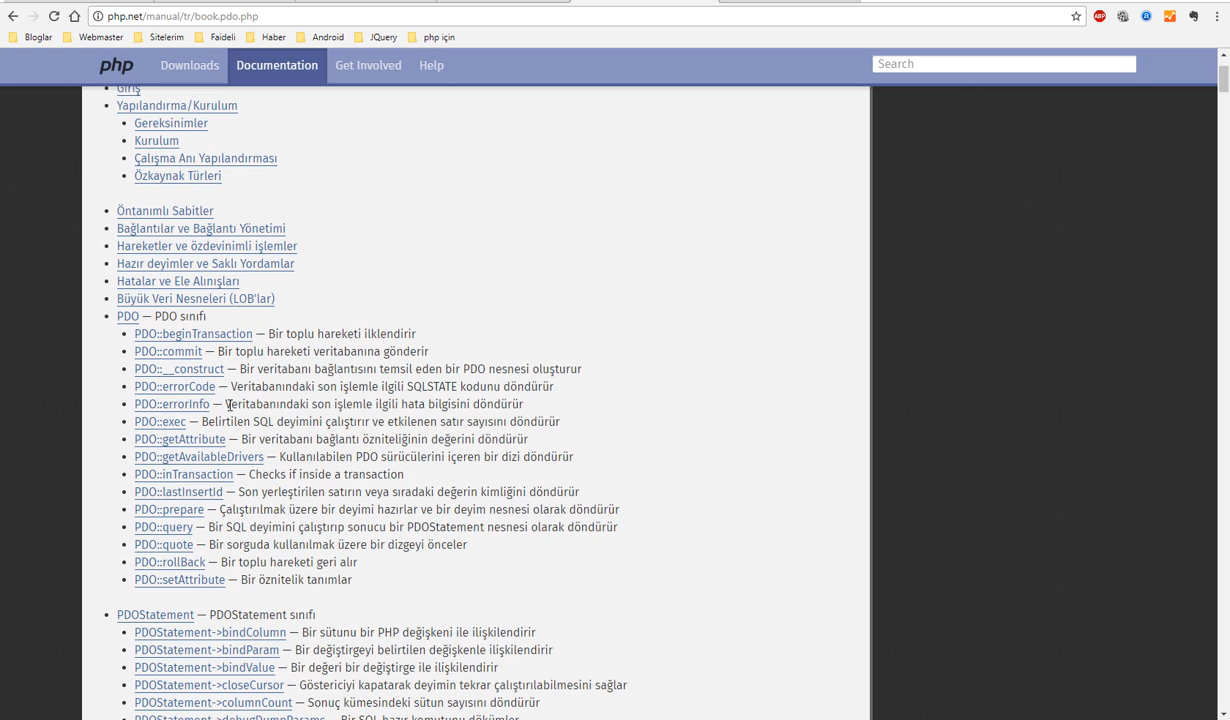 php.net/manual/tr/book.pdo.php
Bloglar Webmaster Sitelerim Faideli Haber Android JQuery php için
php Downloads Documentation Get Involved Help Search
Giriş
Yapılandırma/Kurulum
Gereksinimler
Kurulum
Çalışma Anı Yapılandırması
Özkaynak Türleri
Öntanımlı Sabitler
Bağlantılar ve Bağlantı Yönetimi
Hareketler ve özdevinimli işlemler
Hazır deyimler ve Saklı Yordamlar
Hatalar ve Ele Alınışları
Büyük Veri Nesneleri (LOB'lar)
PDO — PDO sınıfı
PDO::beginTransaction — Bir toplu hareketi ilklendirir
PDO::commit — Bir toplu hareketi veritabanına gönderir
PDO::__construct — Bir veritabanı bağlantısını temsil eden bir PDO nesnesi oluşturur
PDO::errorCode — Veritabanındaki son işlemle ilgili SQLSTATE kodunu döndürür
PDO::errorInfo — Veritabanındaki son işlemle ilgili hata bilgisini döndürür
PDO::exec — Belirtilen SQL deyimini çalıştırır ve etkilenen satır sayısını döndürür
PDO::getAttribute — Bir veritabanı bağlantı özniteliğinin değerini döndürür
PDO::getAvailableDrivers — Kullanılabilen PDO sürücülerini içeren bir dizi döndürür
PDO::inTransaction — Checks if inside a transaction
PDO::lastInsertId — Son yerleştirilen satırın veya sıradaki değerin kimliğini döndürür
PDO::prepare — Çalıştırılmak üzere bir deyimi hazırlar ve bir deyim nesnesi olarak döndürür
PDO::query — Bir SQL deyimini çalıştırıp sonucu bir PDOStatement nesnesi olarak döndürür
PDO::quote — Bir sorguda kullanılmak üzere bir dizgeyi önceler
PDO::rollBack — Bir toplu hareketi geri alır
PDO::setAttribute — Bir öznitelik tanımlar
PDOStatement — PDOStatement sınıfı
PDOStatement->bindColumn — Bir sütunu bir PHP değişkeni ile ilişkilendirir
PDOStatement->bindParam — Bir değiştirgeyi belirtilen değişkenle ilişkilendirir
PDOStatement->bindValue — Bir değeri bir değiştirge ile ilişkilendirir
PDOStatement->closeCursor — Göstericiyi kapatarak deyimin tekrar çalıştırılabilmesini sağlar
PDOStatement->columnCount — Sonuç kümesindeki sütun sayısını döndürür
PDOStatement->debugDumpParams — Bir SQL hazır komutunu dökümler